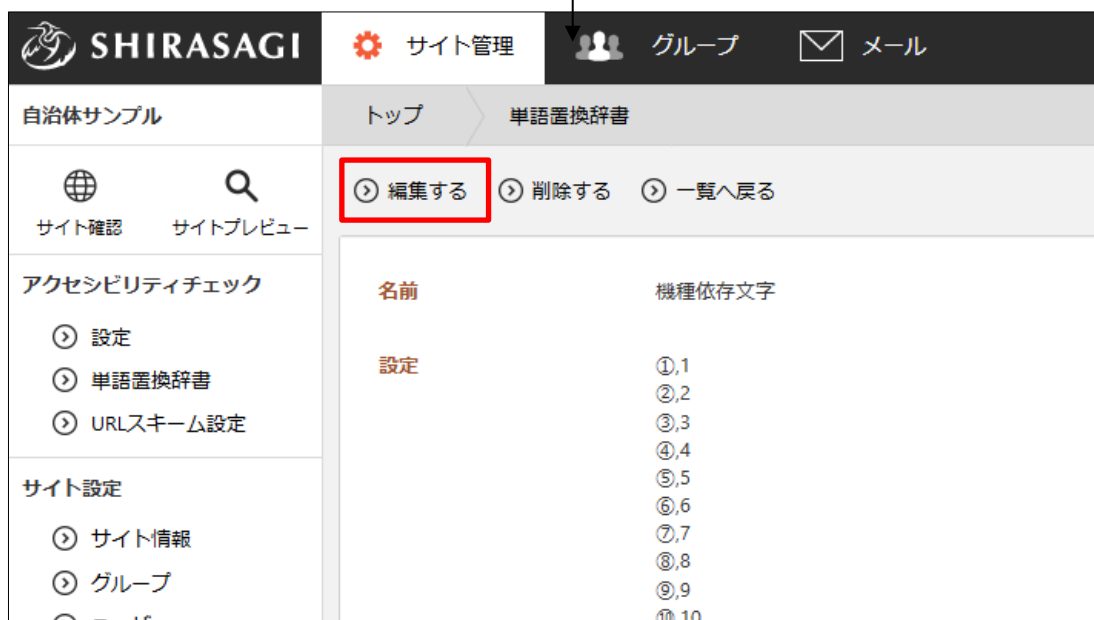 SHIRASAGI
サイト管理
グループ
メール
自治体サンプル
トップ
単語置換辞書
サイト確認
サイトプレビュー
編集する
削除する
一覧へ戻る
アクセシビリティチェック
設定
単語置換辞書
URLスキーム設定
サイト設定
サイト情報
グループ
名前
機種依存文字
設定
①,1
②,2
③,3
④,4
⑤,5
⑥,6
⑦,7
⑧,8
⑨,9
⑩,10